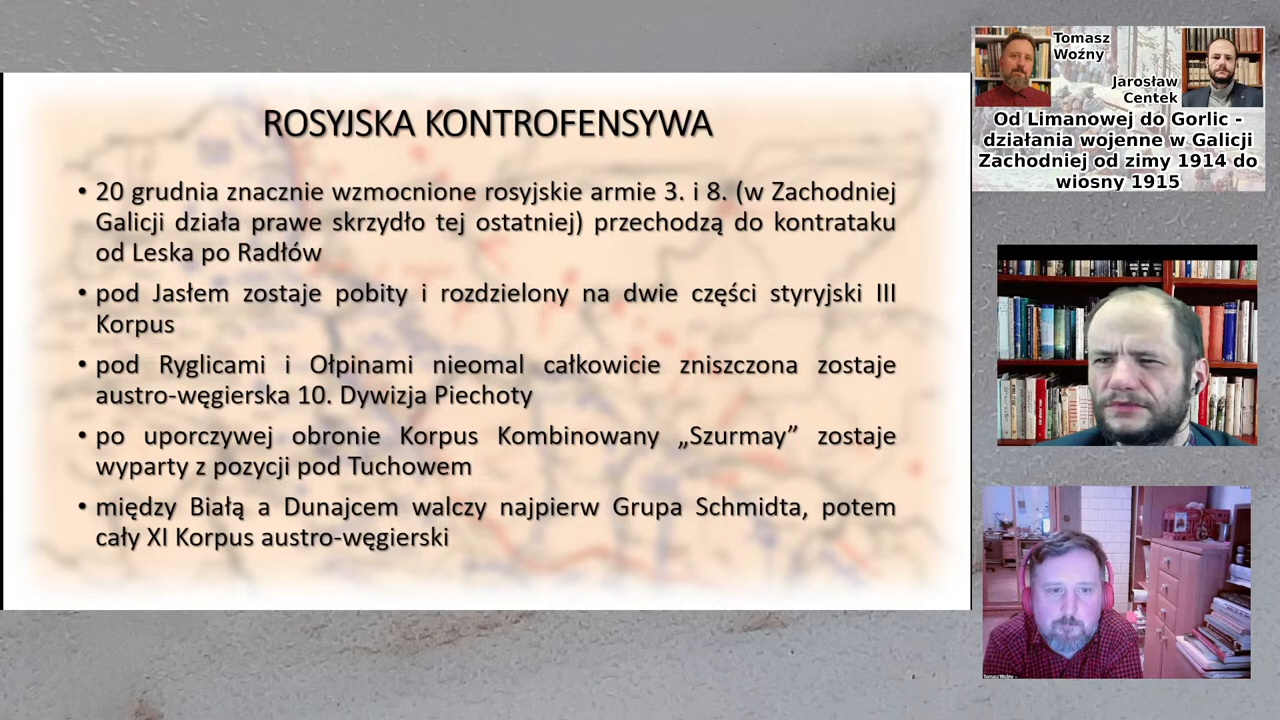 ROSYJSKA KONTROFENSYWA
• 20 grudnia znacznie wzmocnione rosyjskie armie 3. i 8. (w Zachodniej
Galicji działa prawe skrzydło tej ostatniej) przechodzą do kontrataku
od Leska po Radłów
• pod Jasłem zostaje pobity i rozdzielony na dwie części styryjski III
Korpus
• pod Ryglicami i Ołpinami nieomal całkowicie zniszczona zostaje
austro-węgierska 10. Dywizja Piechoty
• po uporczywej obronie Korpus Kombinowany „Szurmay” zostaje
wyparty z pozycji pod Tuchowem
• między Białą a Dunajcem walczy najpierw Grupa Schmidta, potem
cały XI Korpus austro-węgierski
Tomasz
Woźny
Jarosław
Centek
Od Limanowej do Gorlic -
działania wojenne w Galicji
Zachodniej od zimy 1914 do
wiosny 1915
Tomasz Woźny